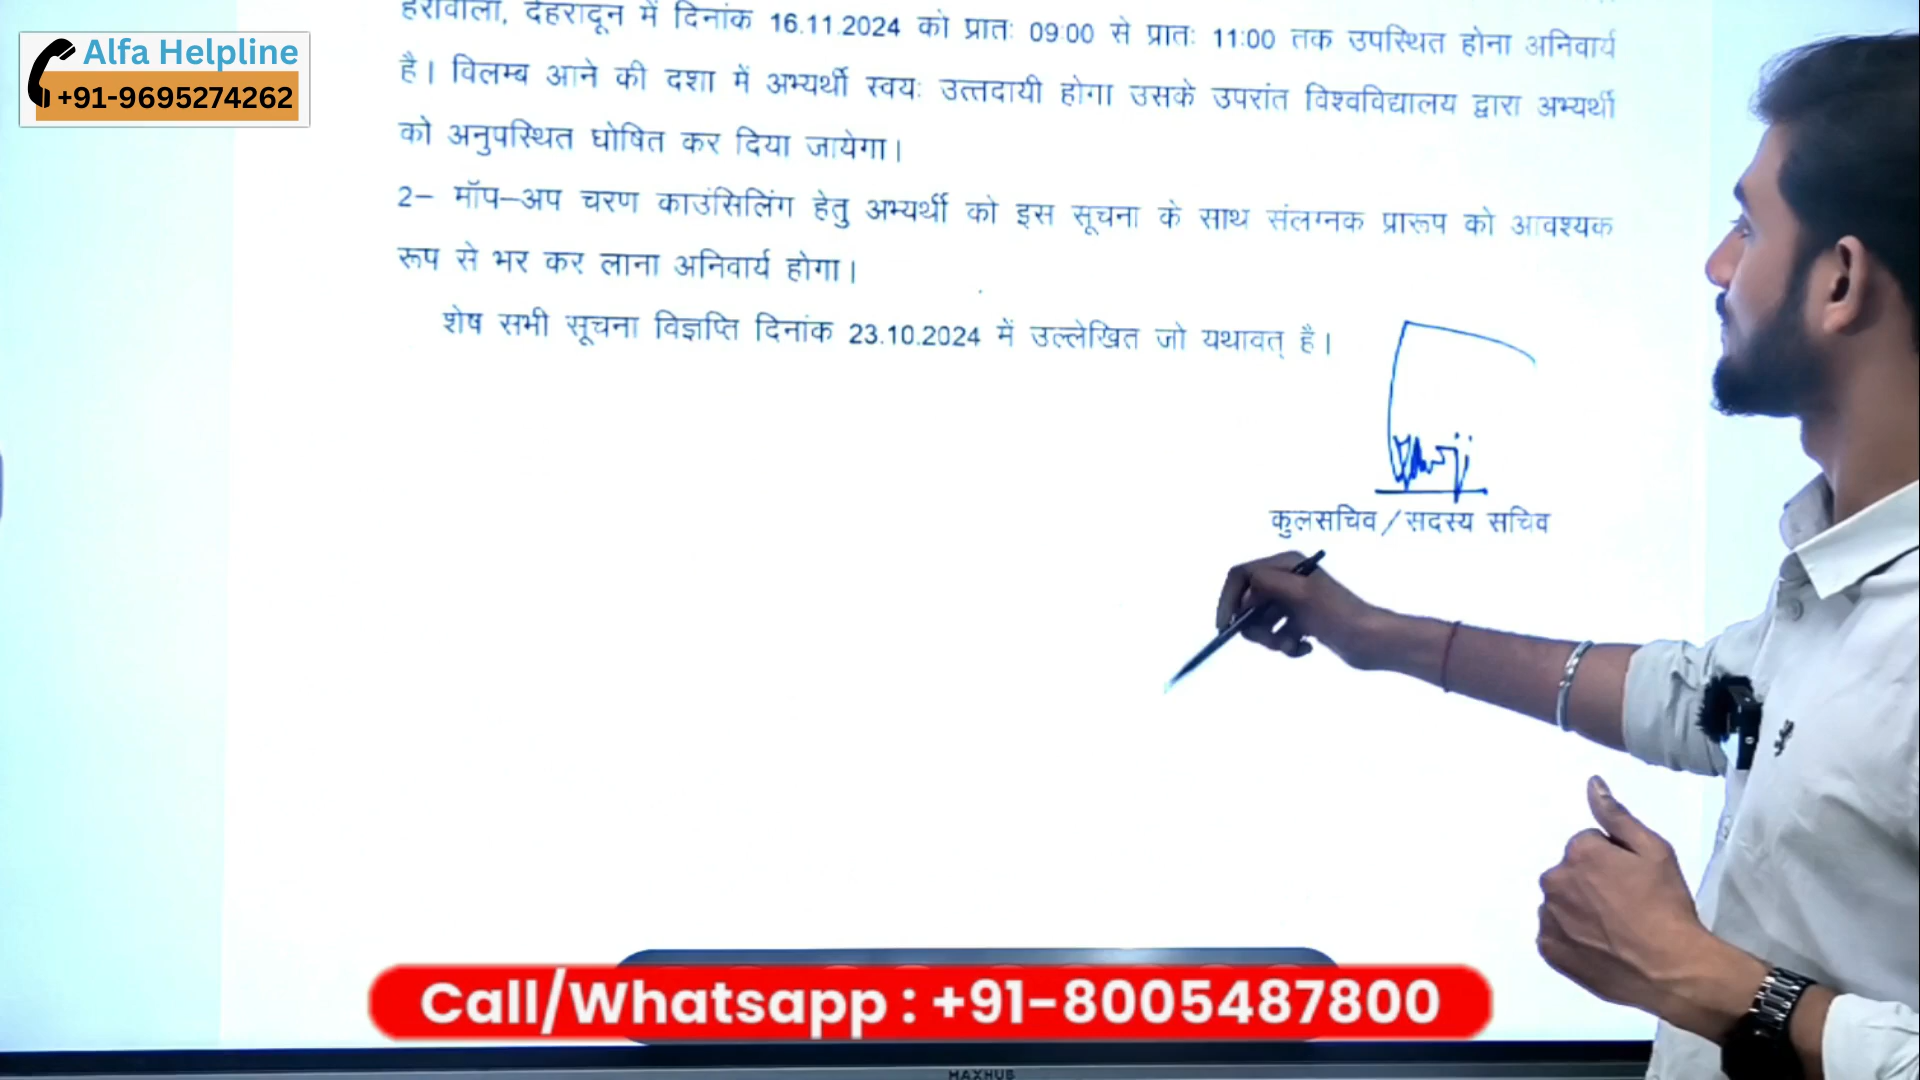 Alfa Helpline
+91-9695274262
हर्रावाला, देहरादून में दिनांक 16.11.2024 को प्रातः 09:00 से प्रातः 11:00 तक उपस्थित होना अनिवार्य
है। विलम्ब आने की दशा में अभ्यर्थी स्वयः उत्तदायी होगा उसके उपरांत विश्वविद्यालय द्वारा अभ्यर्थी
को अनुपस्थित घोषित कर दिया जायेगा।
2– मॉप–अप चरण काउंसिलिंग हेतु अभ्यर्थी को इस सूचना के साथ संलग्नक प्रारूप को आवश्यक
रूप से भर कर लाना अनिवार्य होगा।
शेष सभी सूचना विज्ञप्ति दिनांक 23.10.2024 में उल्लेखित जो यथावत् है।
कुलसचिव/सदस्य सचिव
Call/Whatsapp : +91-8005487800
MAXHUB